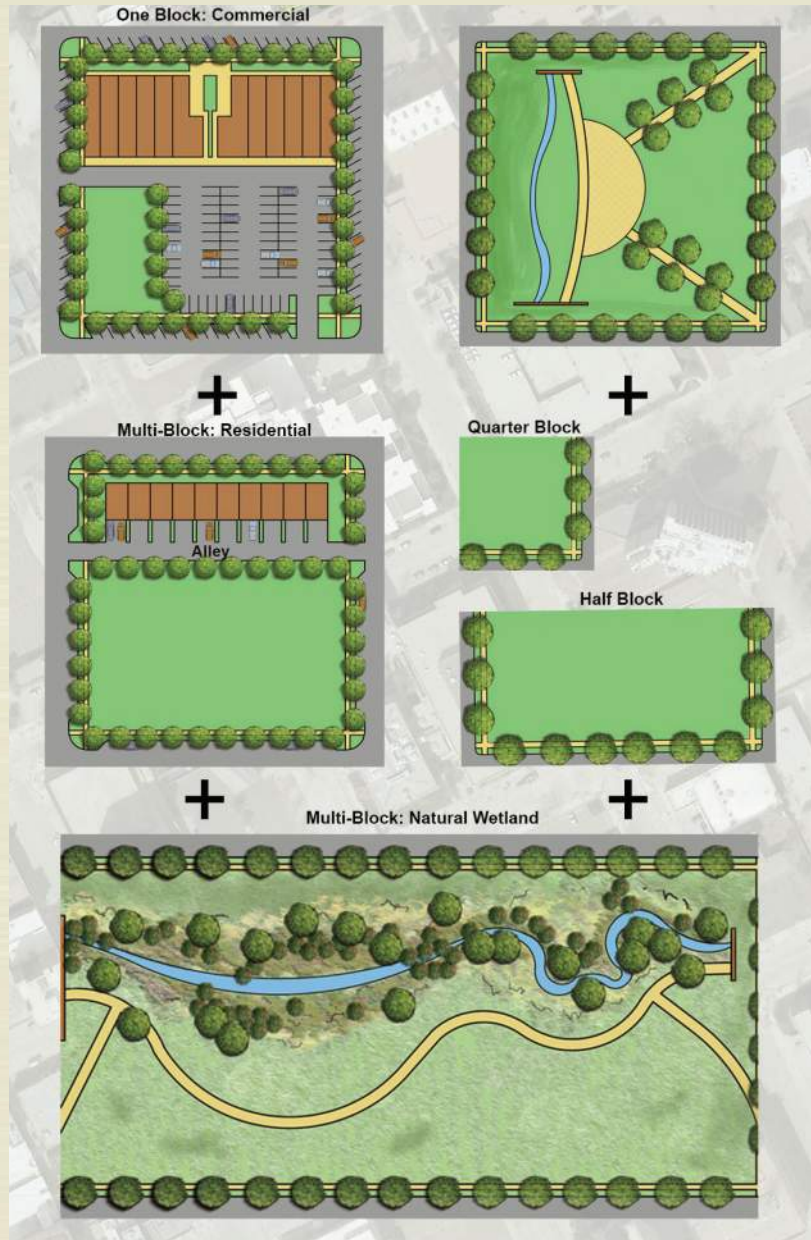 One Block: Commercial
+
+
Multi-Block: Residential
Quarter Block
Alley
Half Block
+
+
Multi-Block: Natural Wetland